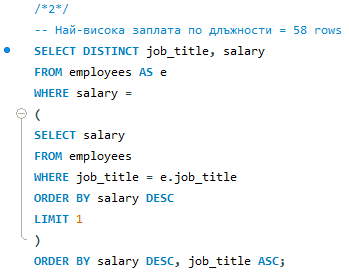 /*2*/
-- Най-висока заплата по длъжности = 58 rows
SELECT DISTINCT job_title, salary
FROM employees AS e
WHERE salary =
(
SELECT salary
FROM employees
WHERE job_title = e.job_title
ORDER BY salary DESC
LIMIT 1
)
ORDER BY salary DESC, job_title ASC;